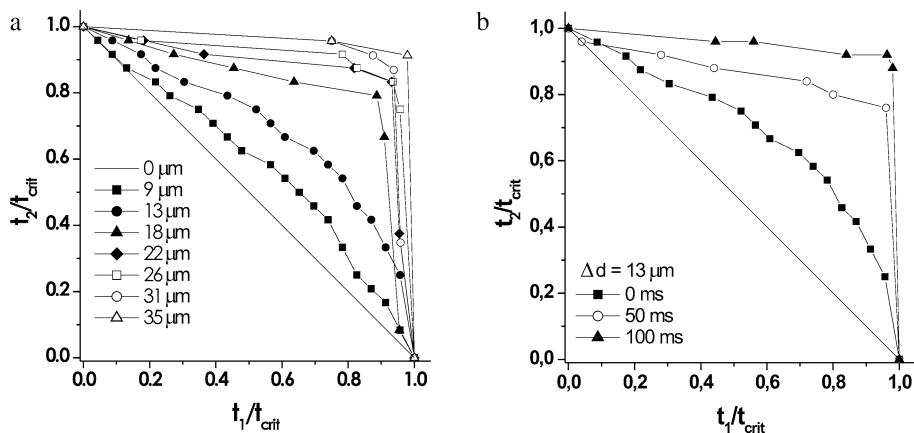 a
t2/tcrit
1.0
0.8
0.6
0.4
0.2
0.0
0 µm
9 µm
13 µm
18 µm
22 µm
26 µm
31 µm
35 µm
0.0 0.2 0.4 0.6 0.8 1.0
t1/tcrit
b
t2/tcrit
1,0
0,8
0,6
0,4
0,2
0,0
Δ d = 13 µm
0 ms
50 ms
100 ms
0,0 0,2 0,4 0,6 0,8 1,0
t1/tcrit